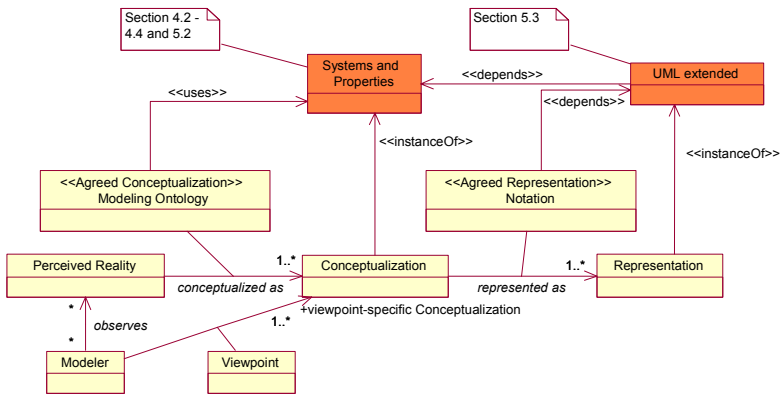 Section 4.2 -
4.4 and 5.2
Section 5.3
Systems and
Properties
<<depends>>
UML extended
<<uses>>
<<depends>>
<<instanceOf>>
<<instanceOf>>
<<Agreed Conceptualization>>
Modeling Ontology
<<Agreed Representation>>
Notation
Perceived Reality
1..*
Conceptualization
1..*
Representation
conceptualized as
represented as
*
+viewpoint-specific Conceptualization
1..*
observes
*
Modeler
Viewpoint